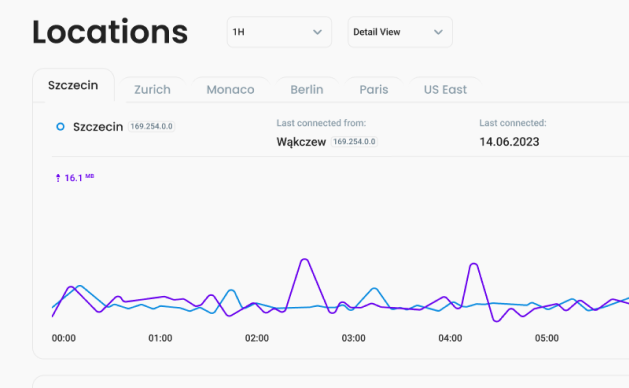 Locations
1H
Detail View
Szczecin
Zurich
Monaco
Berlin
Paris
US East
Szczecin 169.254.0.0
Last connected from:
Wąkczew 169.254.0.0
Last connected:
14.06.2023
16.1 MB
00:00 01:00 02:00 03:00 04:00 05:00